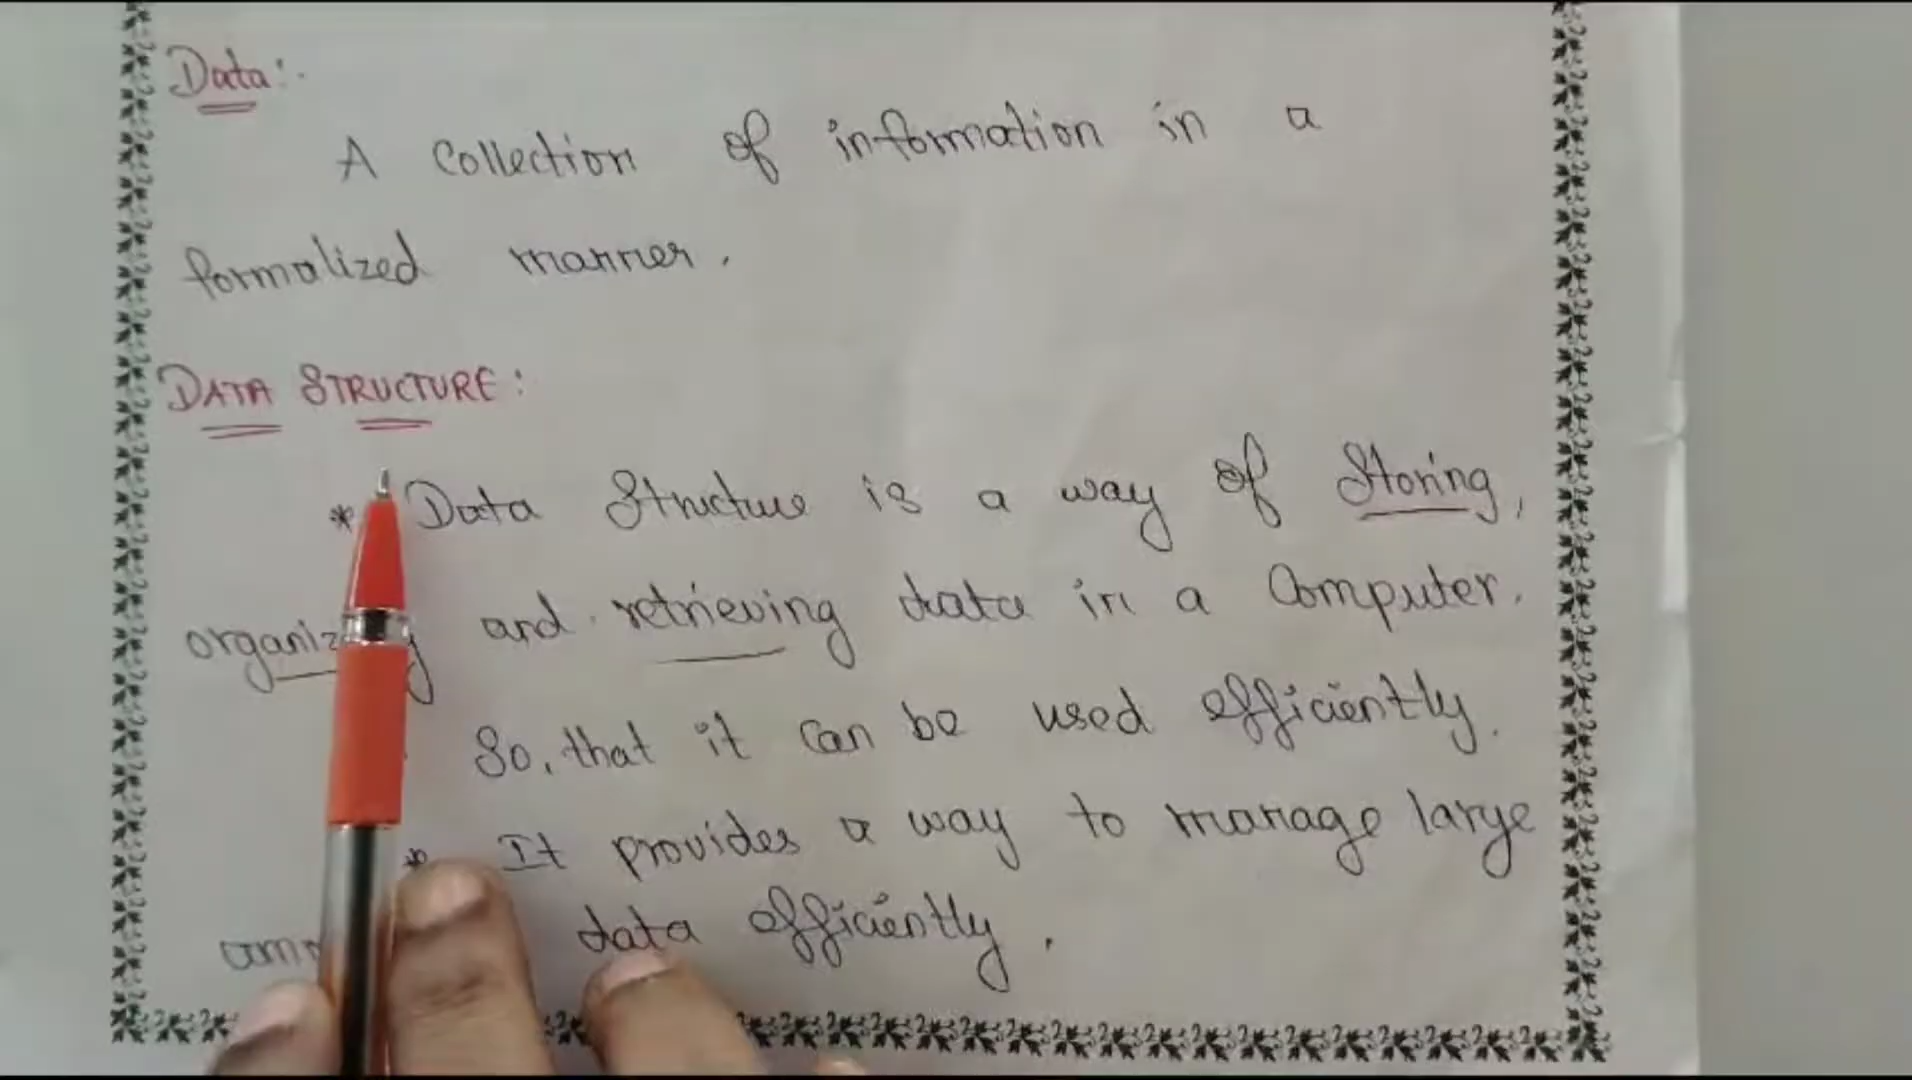 Data:-
A Collection of information in a
formalized manner.
DATA STRUCTURE:
* Data Structure is a way of Storing,
and retrieving data in a Computer.
So, that it can be used efficiently.
* It provides a way to manage large
data efficiently.